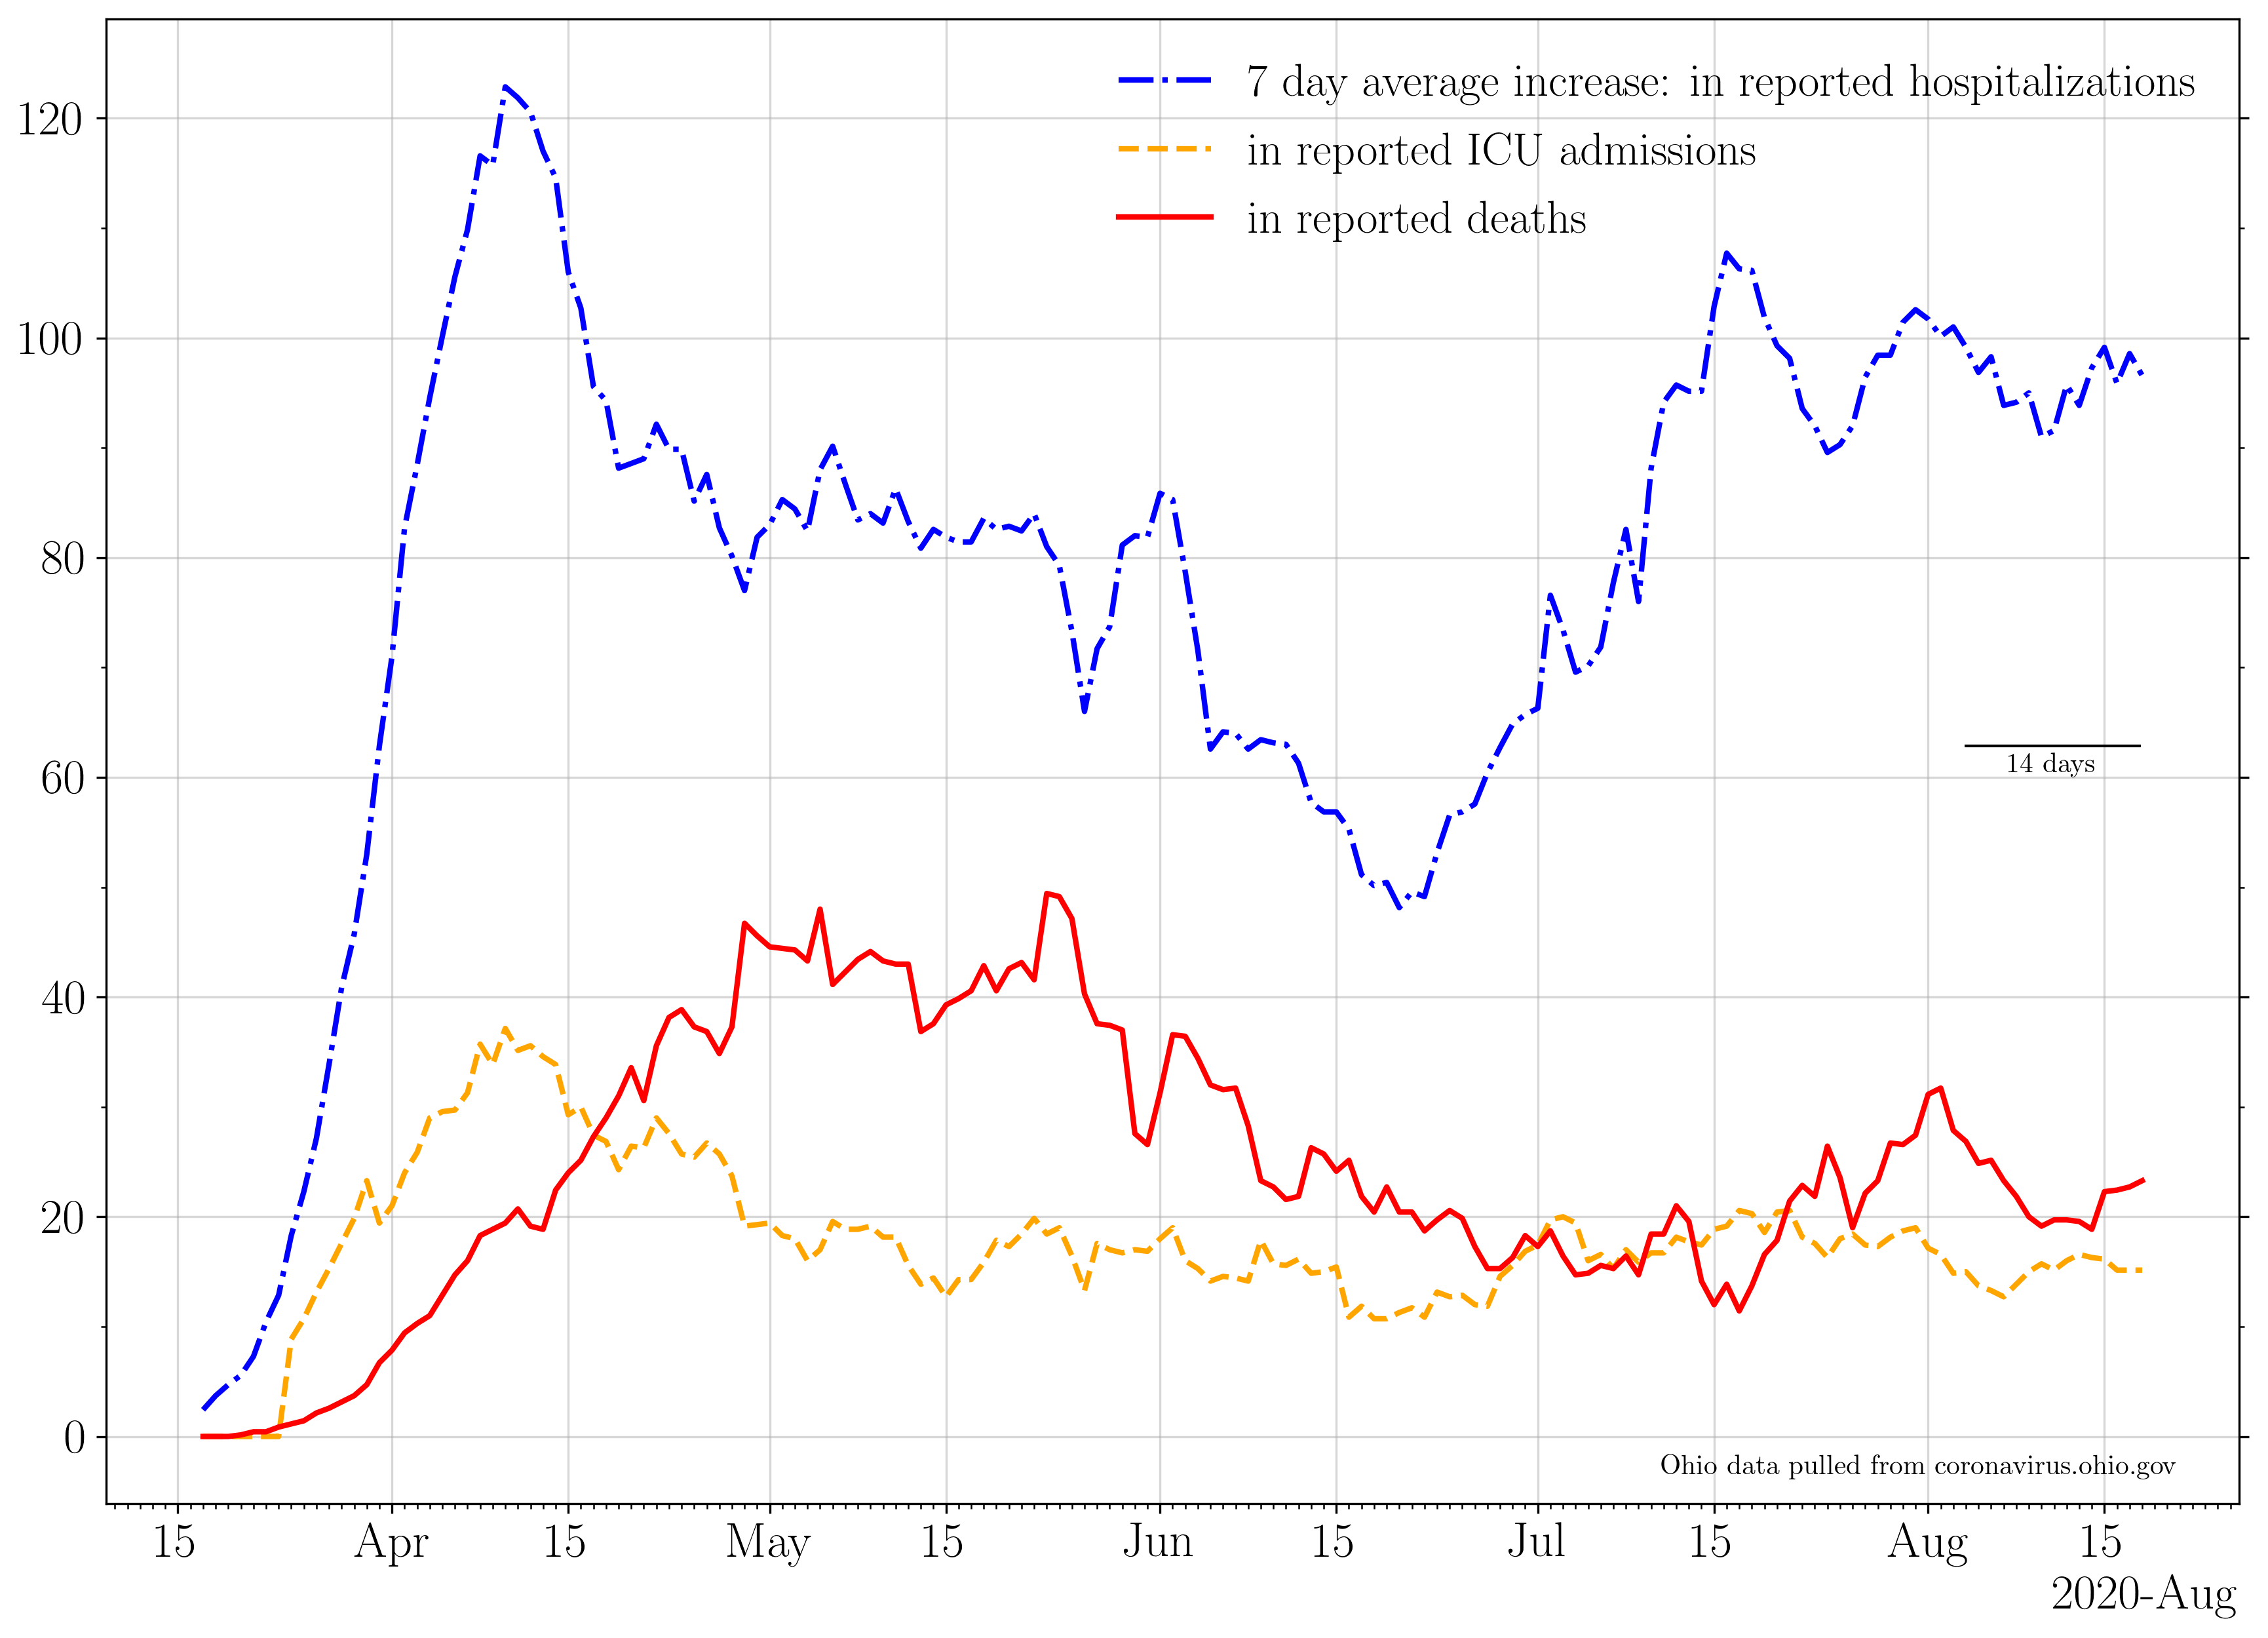 7 day average increase: in reported hospitalizations
in reported ICU admissions
in reported deaths
120
100
80
60
40
20
0
14 days
Ohio data pulled from coronavirus.ohio.gov
15 Apr 15 May 15 Jun 15 Jul 15 Aug 15
2020-Aug